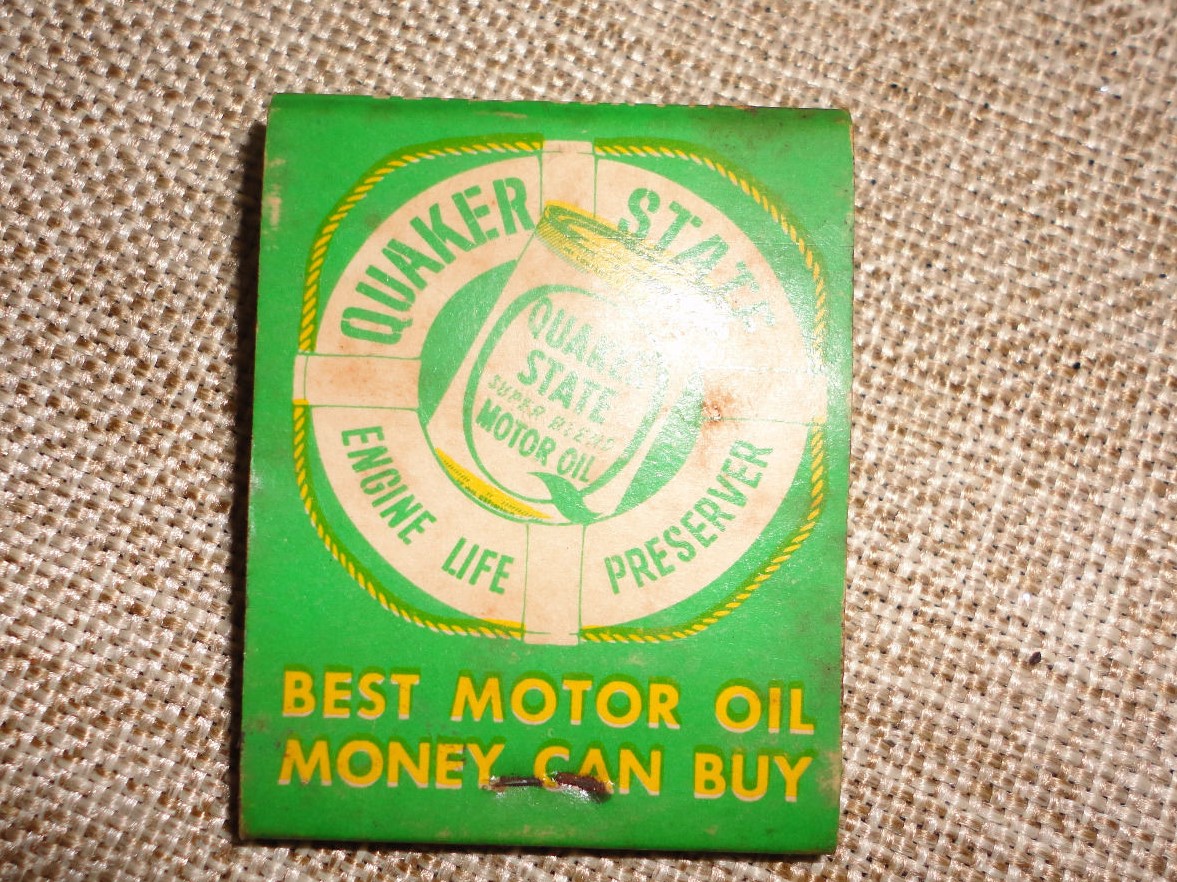 QUAKER STATE
QUAKER
STATE
SUPER BLEND
MOTOR OIL
ENGINE LIFE PRESERVER
BEST MOTOR OIL
MONEY CAN BUY